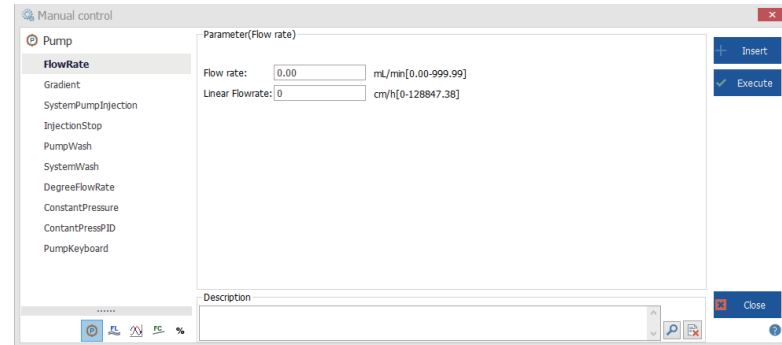 Manual control
Pump
FlowRate
Gradient
SystemPumpInjection
InjectionStop
PumpWash
SystemWash
DegreeFlowRate
ConstantPressure
ContantPressPID
PumpKeyboard
P FL FC %
Parameter(Flow rate)
Flow rate: 0.00 mL/min[0.00-999.99]
Linear Flowrate: 0 cm/h[0-128847.38]
Description
Insert
Execute
Close
?